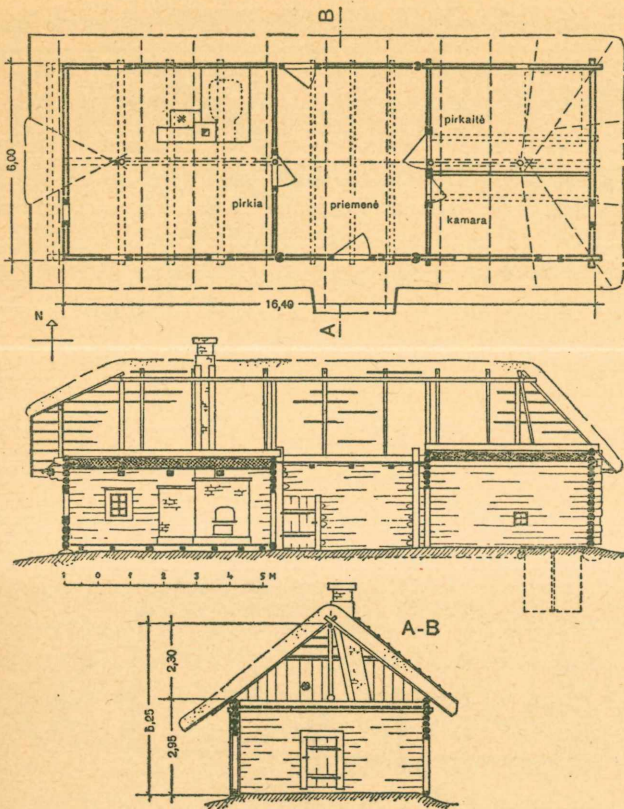 B
6,00
pirkaitė
pirkia
priemenė
kamara
16,40
A
N
1 0 1 2 3 4 5 M
A-B
2,30
5,25
2,95